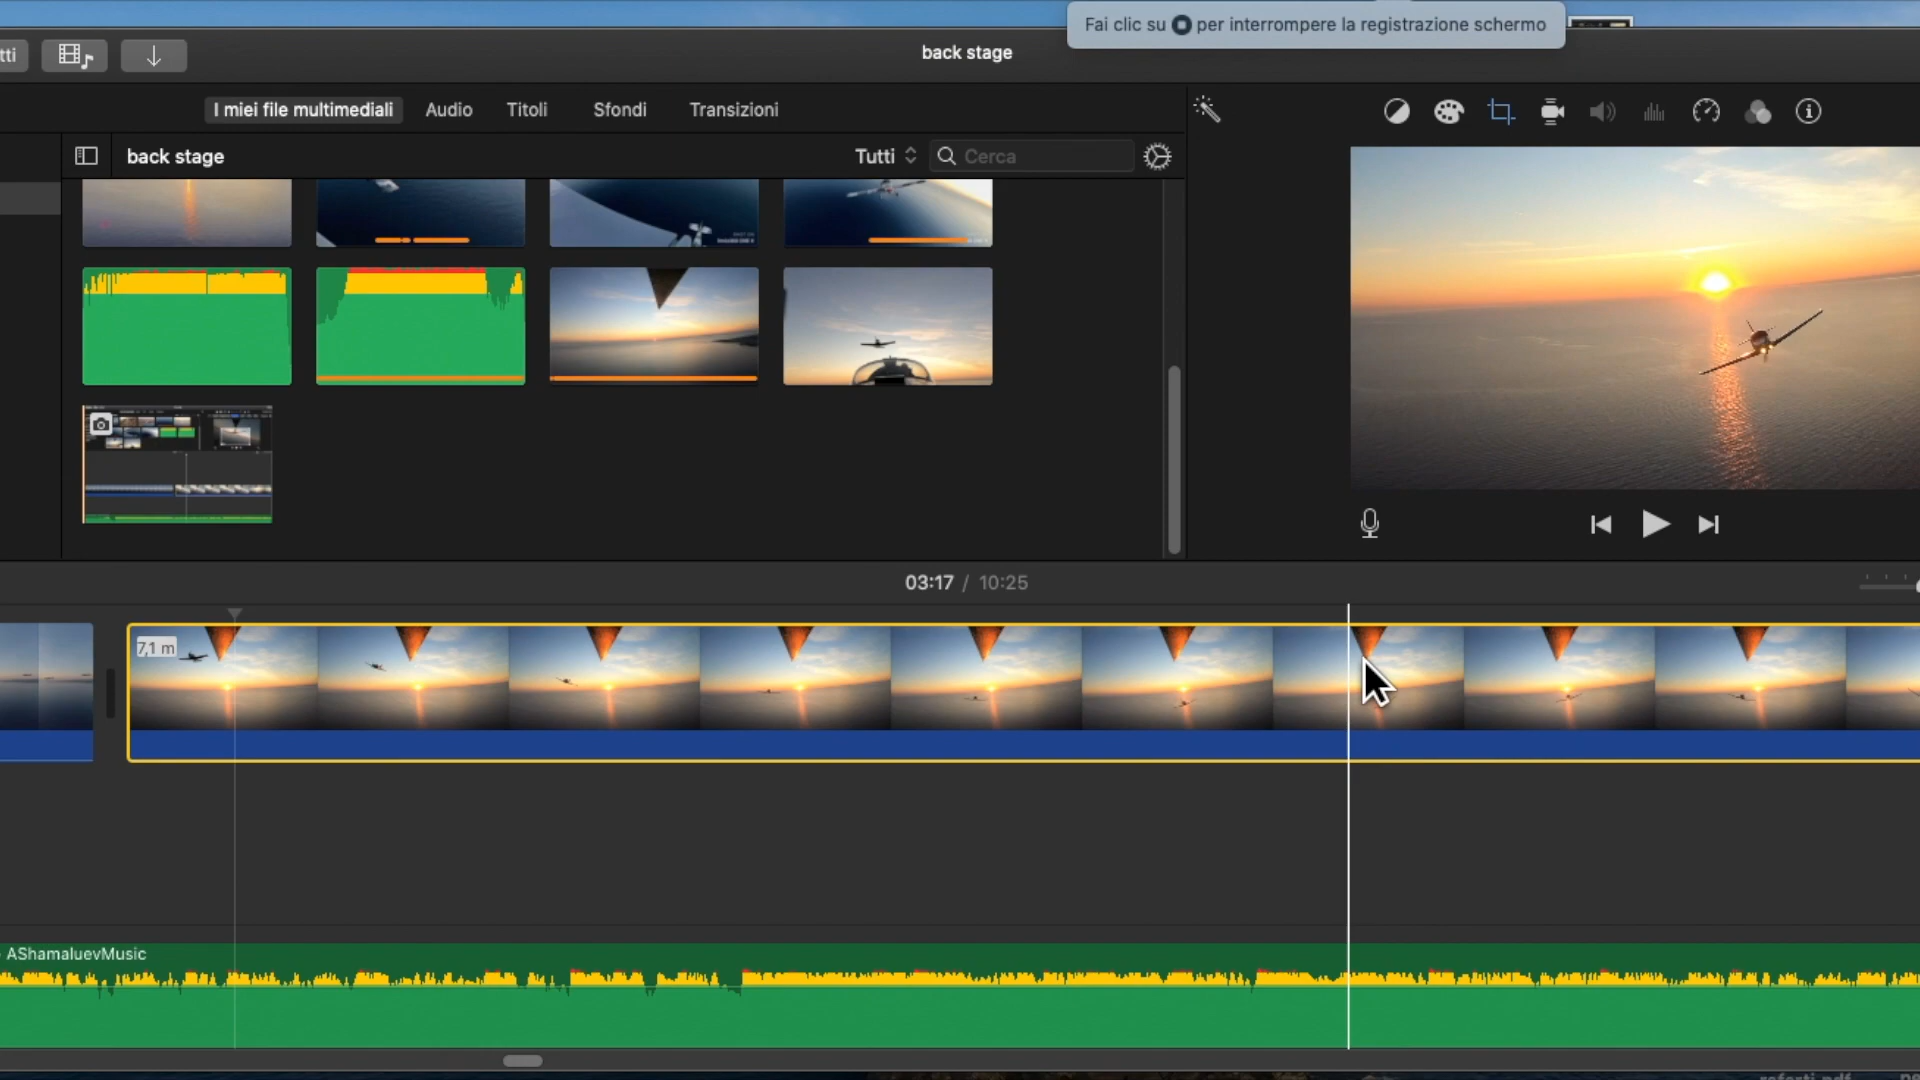 Fai clic su per interrompere la registrazione schermo
tti
back stage
I miei file multimediali
Audio
Titoli
Sfondi
Transizioni
back stage
Tutti
Cerca
03:17 / 10:25
7,1 m
AShamaluevMusic